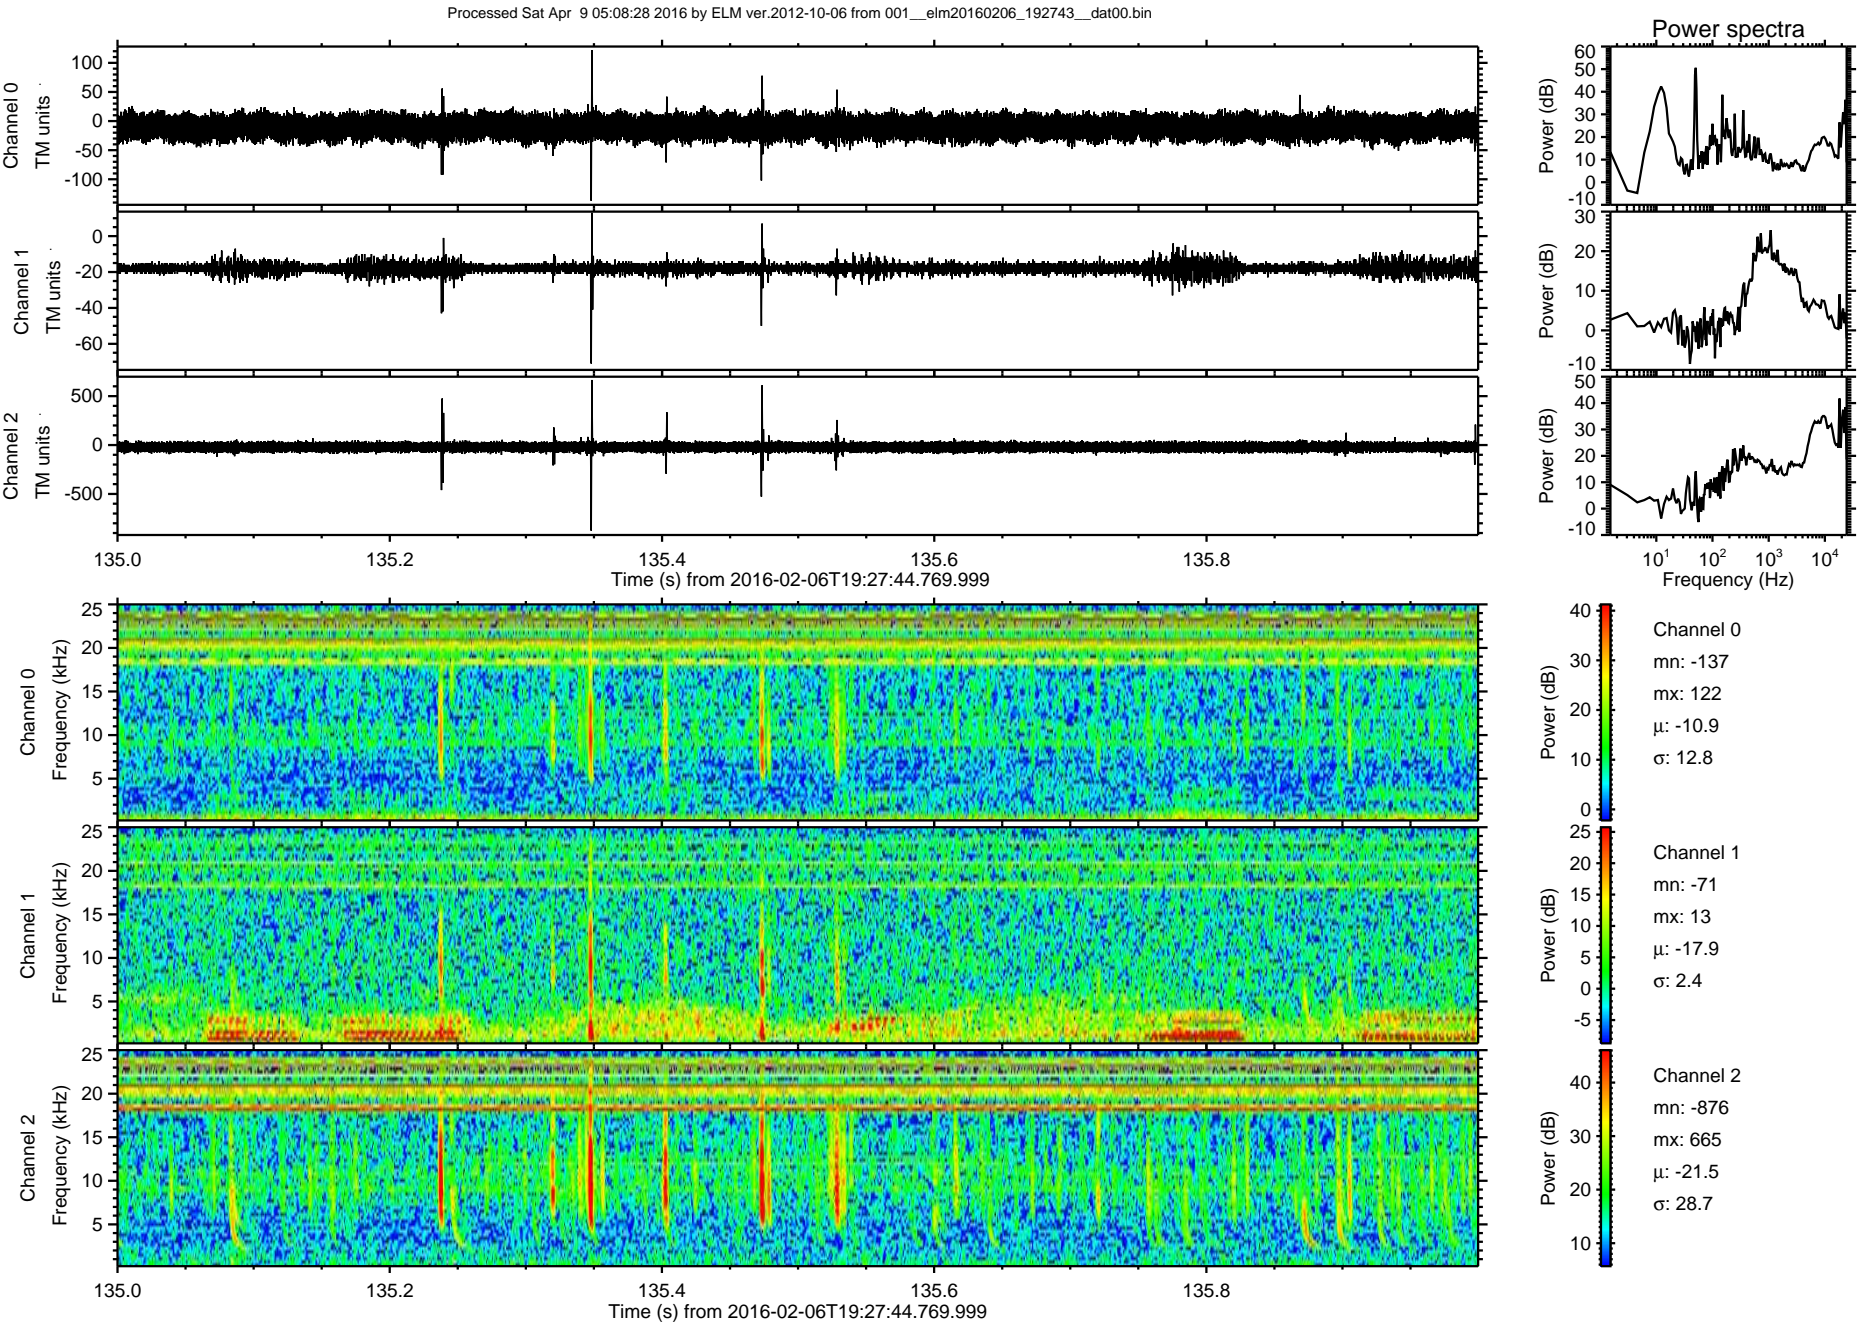 Processed Sat Apr 9 05:08:28 2016 by ELM ver.2012-10-06 from 001__elm20160206_192743__dat00.bin
Power spectra
Channel 0
TM units
100
50
0
-50
-100
Power (dB)
60
50
40
30
20
10
0
-10
Channel 1
TM units
0
-20
-40
-60
Power (dB)
30
20
10
0
-10
Channel 2
TM units
500
0
-500
Power (dB)
50
40
30
20
10
0
-10
135.0 135.2 135.4 135.6 135.8
Time (s) from 2016-02-06T19:27:44.769.999
10^1 10^2 10^3 10^4
Frequency (Hz)
Channel 0
Frequency (kHz)
25
20
15
10
5
Power (dB)
40
30
20
10
0
Channel 0
mn: -137
mx: 122
μ: -10.9
σ: 12.8
Channel 1
Frequency (kHz)
25
20
15
10
5
Power (dB)
25
20
15
10
5
0
-5
Channel 1
mn: -71
mx: 13
μ: -17.9
σ: 2.4
Channel 2
Frequency (kHz)
25
20
15
10
5
Power (dB)
40
30
20
10
Channel 2
mn: -876
mx: 665
μ: -21.5
σ: 28.7
135.0 135.2 135.4 135.6 135.8
Time (s) from 2016-02-06T19:27:44.769.999